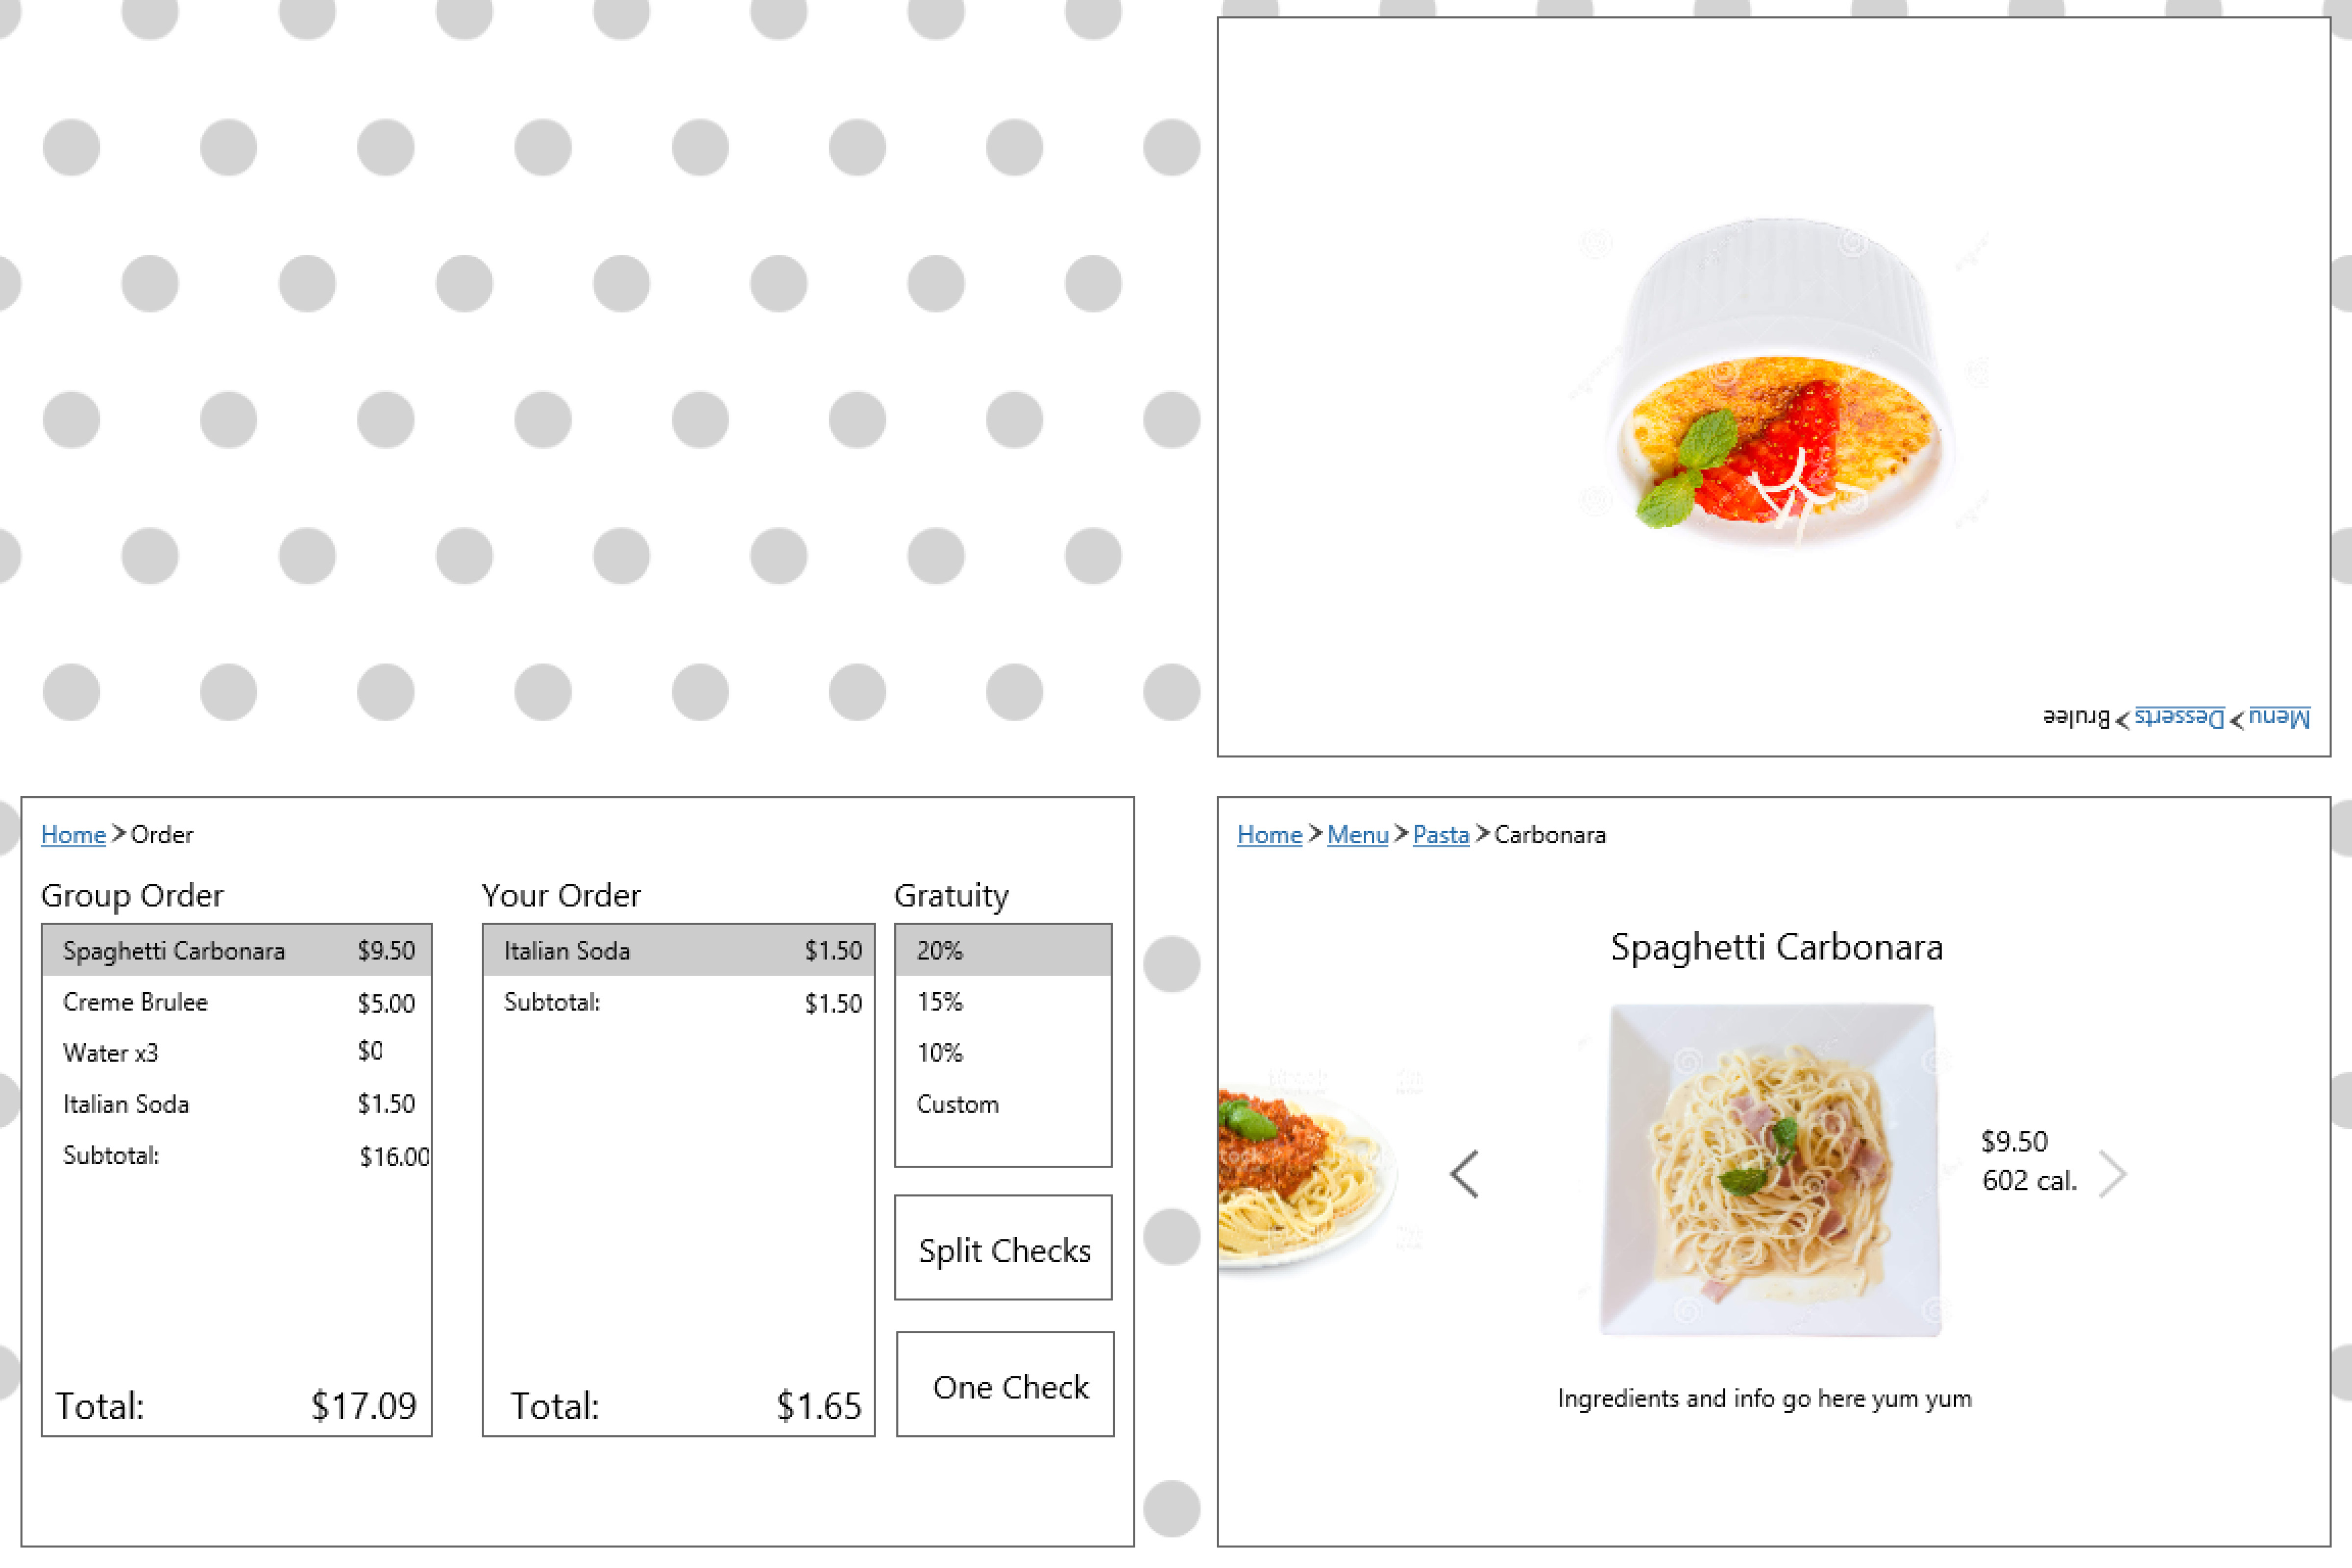 Menu > Desserts > Brulee
Home > Order
Group Order
Spaghetti Carbonara $9.50
Creme Brulee $5.00
Water x3 $0
Italian Soda $1.50
Subtotal: $16.00
Total: $17.09
Your Order
Italian Soda $1.50
Subtotal: $1.50
Total: $1.65
Gratuity
20%
15%
10%
Custom
Split Checks
One Check
Home > Menu > Pasta > Carbonara
Spaghetti Carbonara
$9.50
602 cal.
Ingredients and info go here yum yum